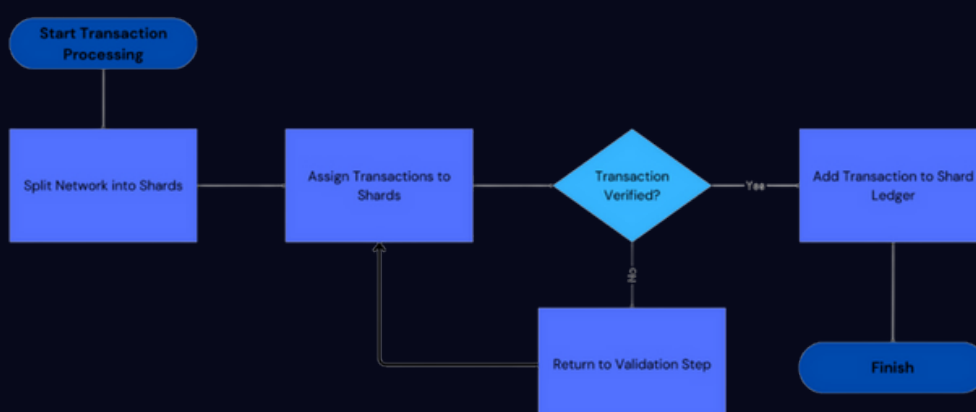 Start Transaction
Processing
Split Network into Shards
Assign Transactions to
Shards
Transaction
Verified?
Yes
Add Transaction to Shard
Ledger
No
Return to Validation Step
Finish